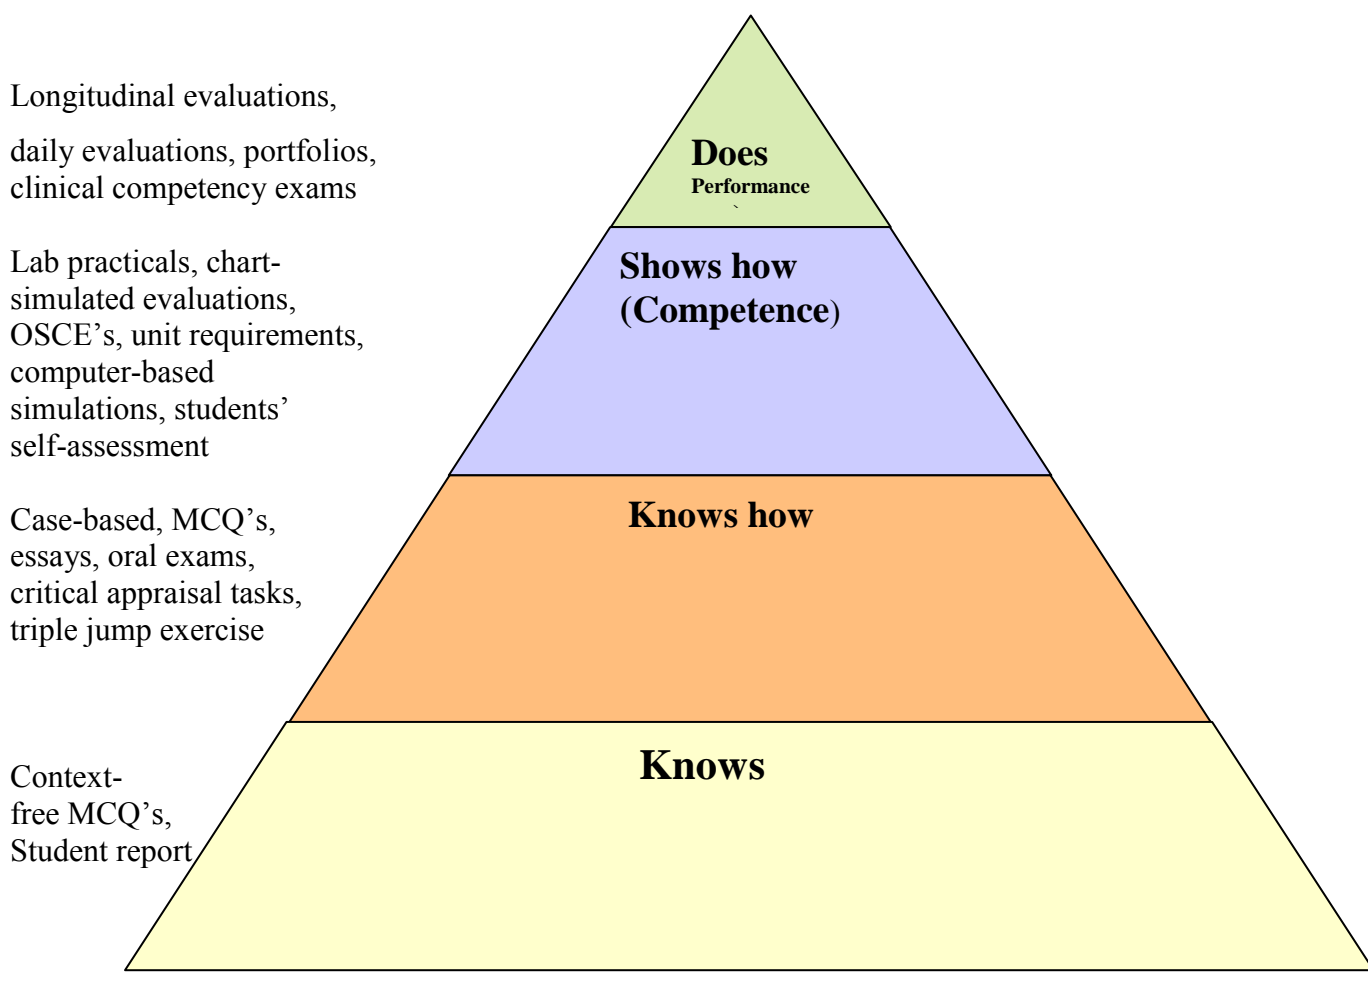 Longitudinal evaluations,
daily evaluations, portfolios,
clinical competency exams
Does
Performance
`
Lab practicals, chart-
simulated evaluations,
OSCE’s, unit requirements,
computer-based
simulations, students’
self-assessment
Shows how
(Competence)
Case-based, MCQ’s,
essays, oral exams,
critical appraisal tasks,
triple jump exercise
Knows how
Context-
free MCQ’s,
Student report
Knows